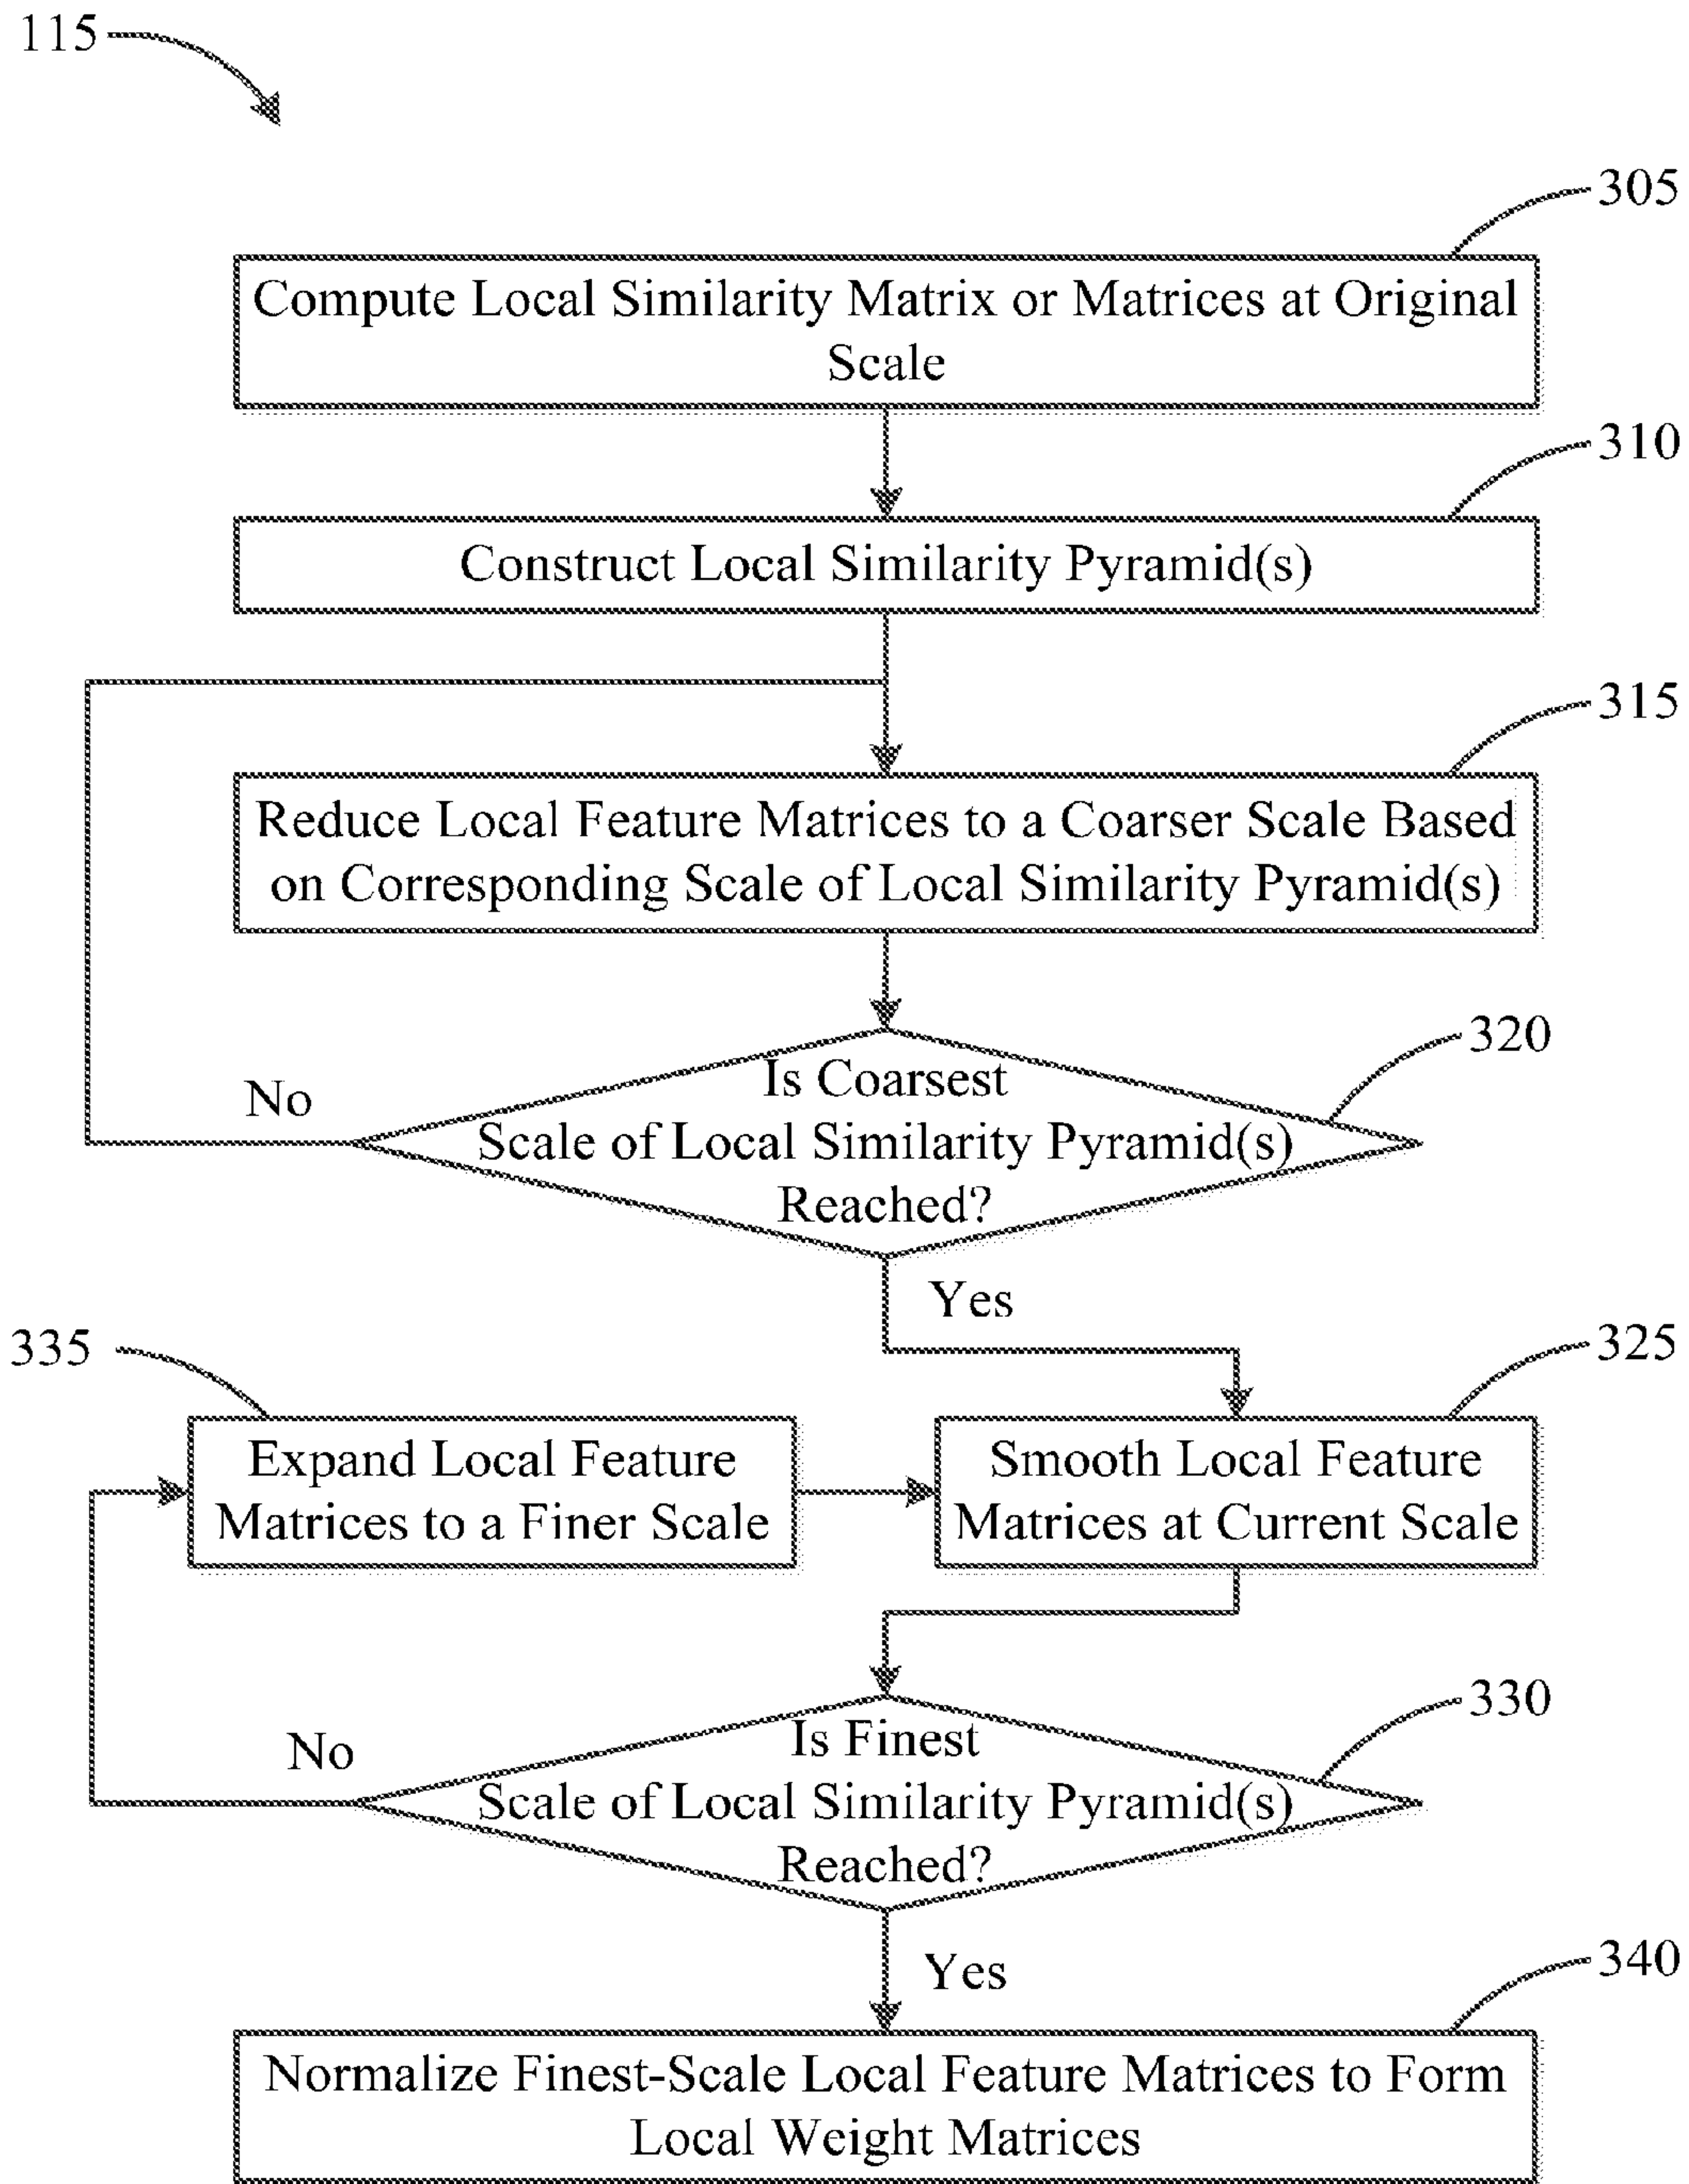 115
305
Compute Local Similarity Matrix or Matrices at Original
Scale
310
Construct Local Similarity Pyramid(s)
315
Reduce Local Feature Matrices to a Coarser Scale Based
on Corresponding Scale of Local Similarity Pyramid(s)
320
Is Coarsest
Scale of Local Similarity Pyramid(s)
Reached?
No
Yes
335
325
Expand Local Feature
Matrices to a Finer Scale
Smooth Local Feature
Matrices at Current Scale
330
Is Finest
Scale of Local Similarity Pyramid(s)
Reached?
No
Yes
340
Normalize Finest-Scale Local Feature Matrices to Form
Local Weight Matrices